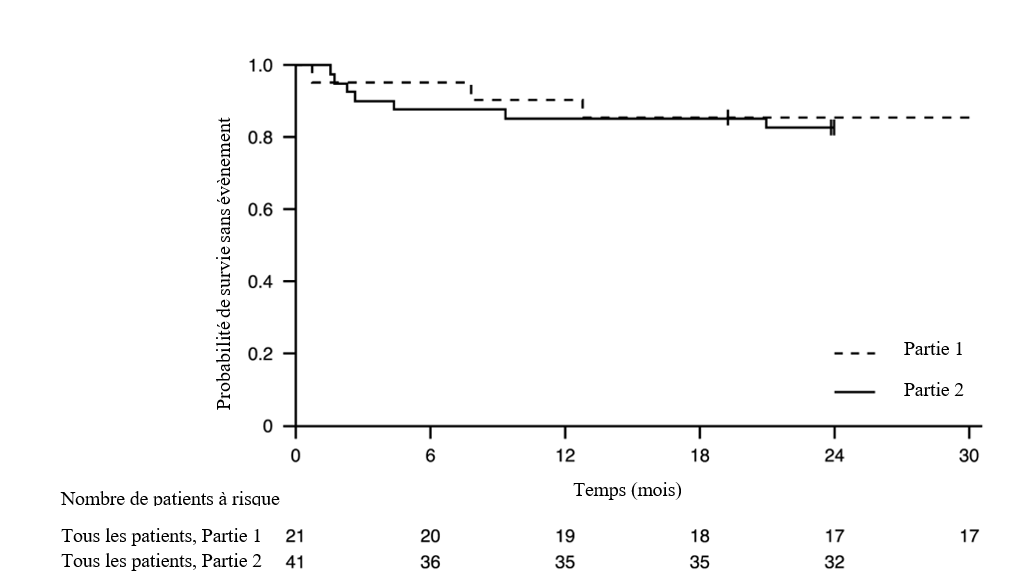 1.0
0.8
0.6
0.4
0.2
0
Probabilité de survie sans évènement
Partie 1
Partie 2
0 6 12 18 24 30
Temps (mois)
Nombre de patients à risque
Tous les patients, Partie 1 21 20 19 18 17 17
Tous les patients, Partie 2 41 36 35 35 32